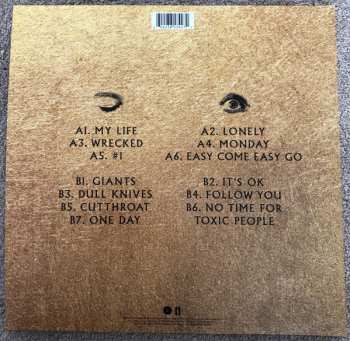 A1. MY LIFE
A2. LONELY
A3. WRECKED
A4. MONDAY
A5. #1
A6. EASY COME EASY GO
B1. GIANTS
B2. IT'S OK
B3. DULL KNIVES
B4. FOLLOW YOU
B5. CUTTHROAT
B6. NO TIME FOR
TOXIC PEOPLE
B7. ONE DAY